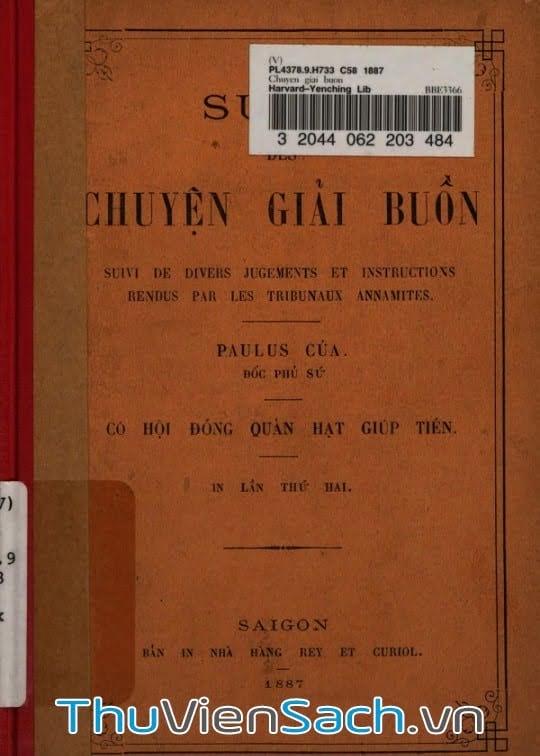 (V)
PL4378.9.H733 C58 1887
Chuyen giai buon
Harvard-Yenching Lib BBE3366
3 2044 062 203 484
DES
CHUYỆN GIẢI BUỒN
SUIVI DE DIVERS JUGEMENTS ET INSTRUCTIONS
RENDUS PAR LES TRIBUNAUX ANNAMITES.
PAULUS CỦA.
ĐỐC PHỦ SỨ
CÓ HỘI ĐỒNG QUẢN HẠT GIÚP TIỀN.
IN LẦN THỨ HAI.
SAIGON
BẢN IN NHÀ HÀNG REY ET CURIOL.
1887
ThuVienSach.vn